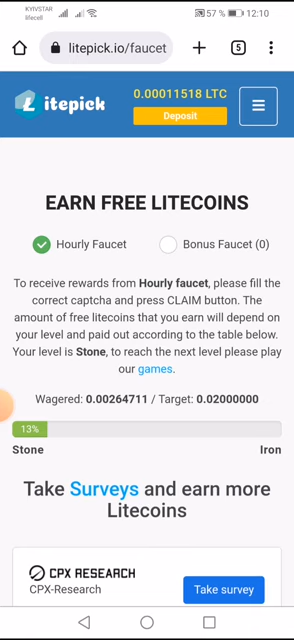 KYIVSTAR
lifecell
57 % 12:10
litepick.io/faucet
5
Litepick
0.00011518 LTC
Deposit
EARN FREE LITECOINS
Hourly Faucet
Bonus Faucet (0)
To receive rewards from Hourly faucet, please fill the
correct captcha and press CLAIM button. The
amount of free litecoins that you earn will depend on
your level and paid out according to the table below.
Your level is Stone, to reach the next level please play
our games.
Wagered: 0.00264711 / Target: 0.02000000
13%
Stone
Iron
Take Surveys and earn more
Litecoins
CPX RESEARCH
CPX-Research
Take survey